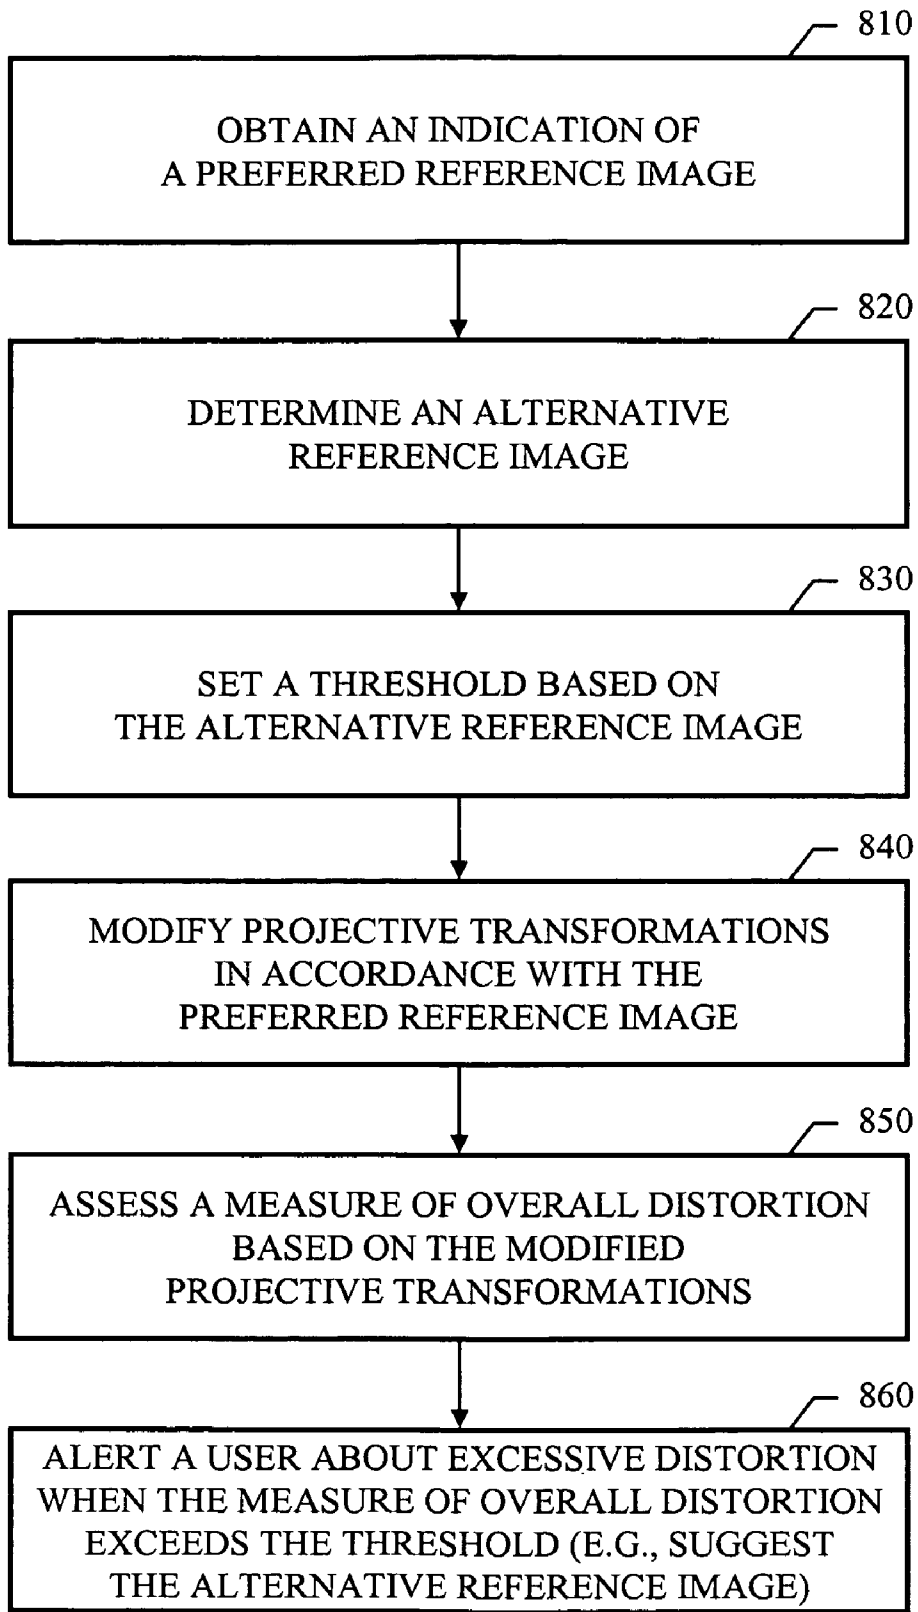 810
OBTAIN AN INDICATION OF
A PREFERRED REFERENCE IMAGE
820
DETERMINE AN ALTERNATIVE
REFERENCE IMAGE
830
SET A THRESHOLD BASED ON
THE ALTERNATIVE REFERENCE IMAGE
840
MODIFY PROJECTIVE TRANSFORMATIONS
IN ACCORDANCE WITH THE
PREFERRED REFERENCE IMAGE
850
ASSESS A MEASURE OF OVERALL DISTORTION
BASED ON THE MODIFIED
PROJECTIVE TRANSFORMATIONS
860
ALERT A USER ABOUT EXCESSIVE DISTORTION
WHEN THE MEASURE OF OVERALL DISTORTION
EXCEEDS THE THRESHOLD (E.G., SUGGEST
THE ALTERNATIVE REFERENCE IMAGE)